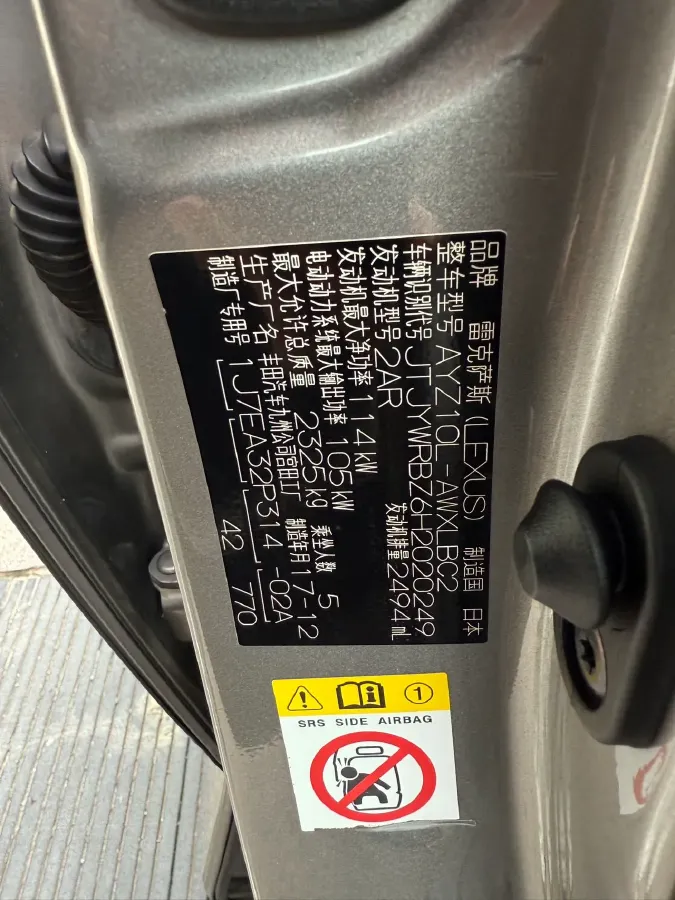 品牌 雷克萨斯 (LEXUS) 制造国 日本
整车型号 AYZ10L-AWXLBC2
车辆识别代号 JTJYWRBZ6H2020249
发动机型号 2AR 发动机排量 2494 mL
发动机最大净功率 114 kW
电动动力系统最大输出功率 105 kW
最大允许总质量 2325 kg 乘坐人数 5
生产厂名 丰田汽车九州公司宫田工厂 制造年月 17-12
制造厂专用号 1J7EA32P314-02A
42 770
1
SRS SIDE AIRBAG